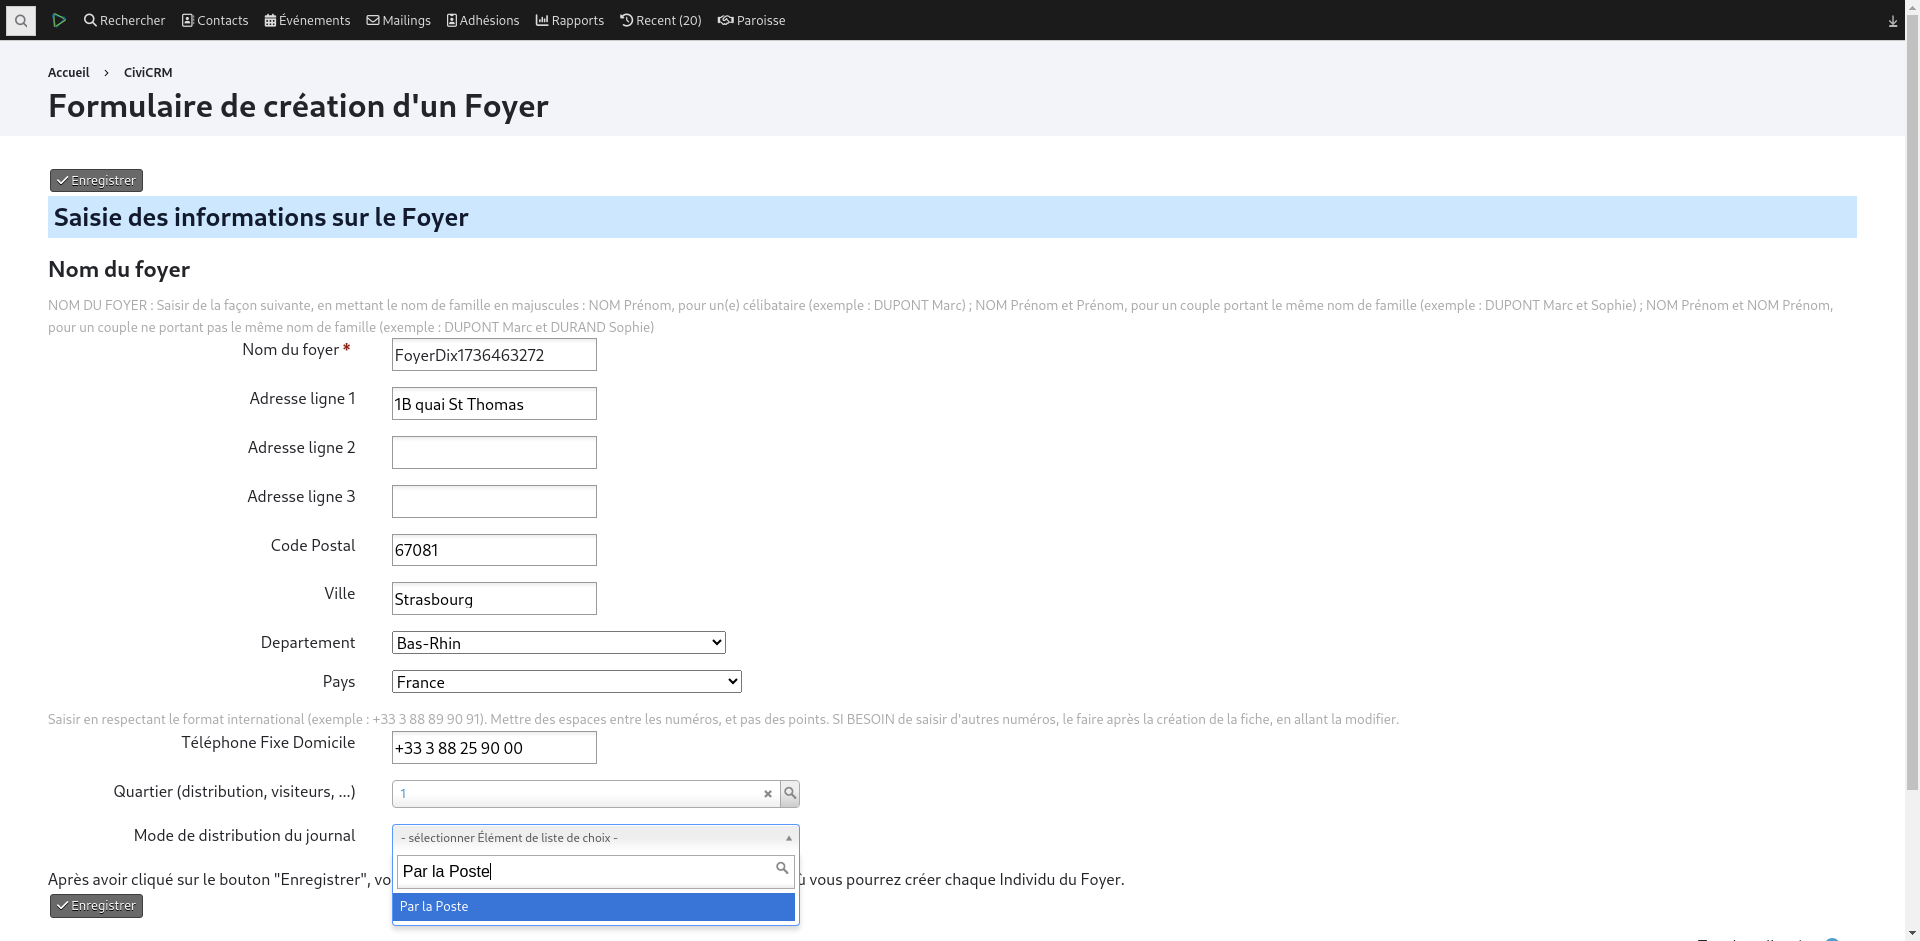 Rechercher Contacts Événements Mailings Adhésions Rapports Recent (20) Paroisse
Accueil › CiviCRM
Formulaire de création d'un Foyer
Enregistrer
Saisie des informations sur le Foyer
Nom du foyer
NOM DU FOYER : Saisir de la façon suivante, en mettant le nom de famille en majuscules : NOM Prénom, pour un(e) célibataire (exemple : DUPONT Marc) ; NOM Prénom et Prénom, pour un couple portant le même nom de famille (exemple : DUPONT Marc et Sophie) ; NOM Prénom et NOM Prénom,
pour un couple ne portant pas le même nom de famille (exemple : DUPONT Marc et DURAND Sophie)
Nom du foyer * FoyerDix1736463272
Adresse ligne 1 1B quai St Thomas
Adresse ligne 2
Adresse ligne 3
Code Postal 67081
Ville Strasbourg
Departement Bas-Rhin
Pays France
Saisir en respectant le format international (exemple : +33 3 88 89 90 91). Mettre des espaces entre les numéros, et pas des points. SI BESOIN de saisir d'autres numéros, le faire après la création de la fiche, en allant la modifier.
Téléphone Fixe Domicile +33 3 88 25 90 00
Quartier (distribution, visiteurs, ...) 1
Mode de distribution du journal - sélectionner Élément de liste de choix -
Par la Poste
Après avoir cliqué sur le bouton "Enregistrer", vo ù vous pourrez créer chaque Individu du Foyer.
Enregistrer Par la Poste